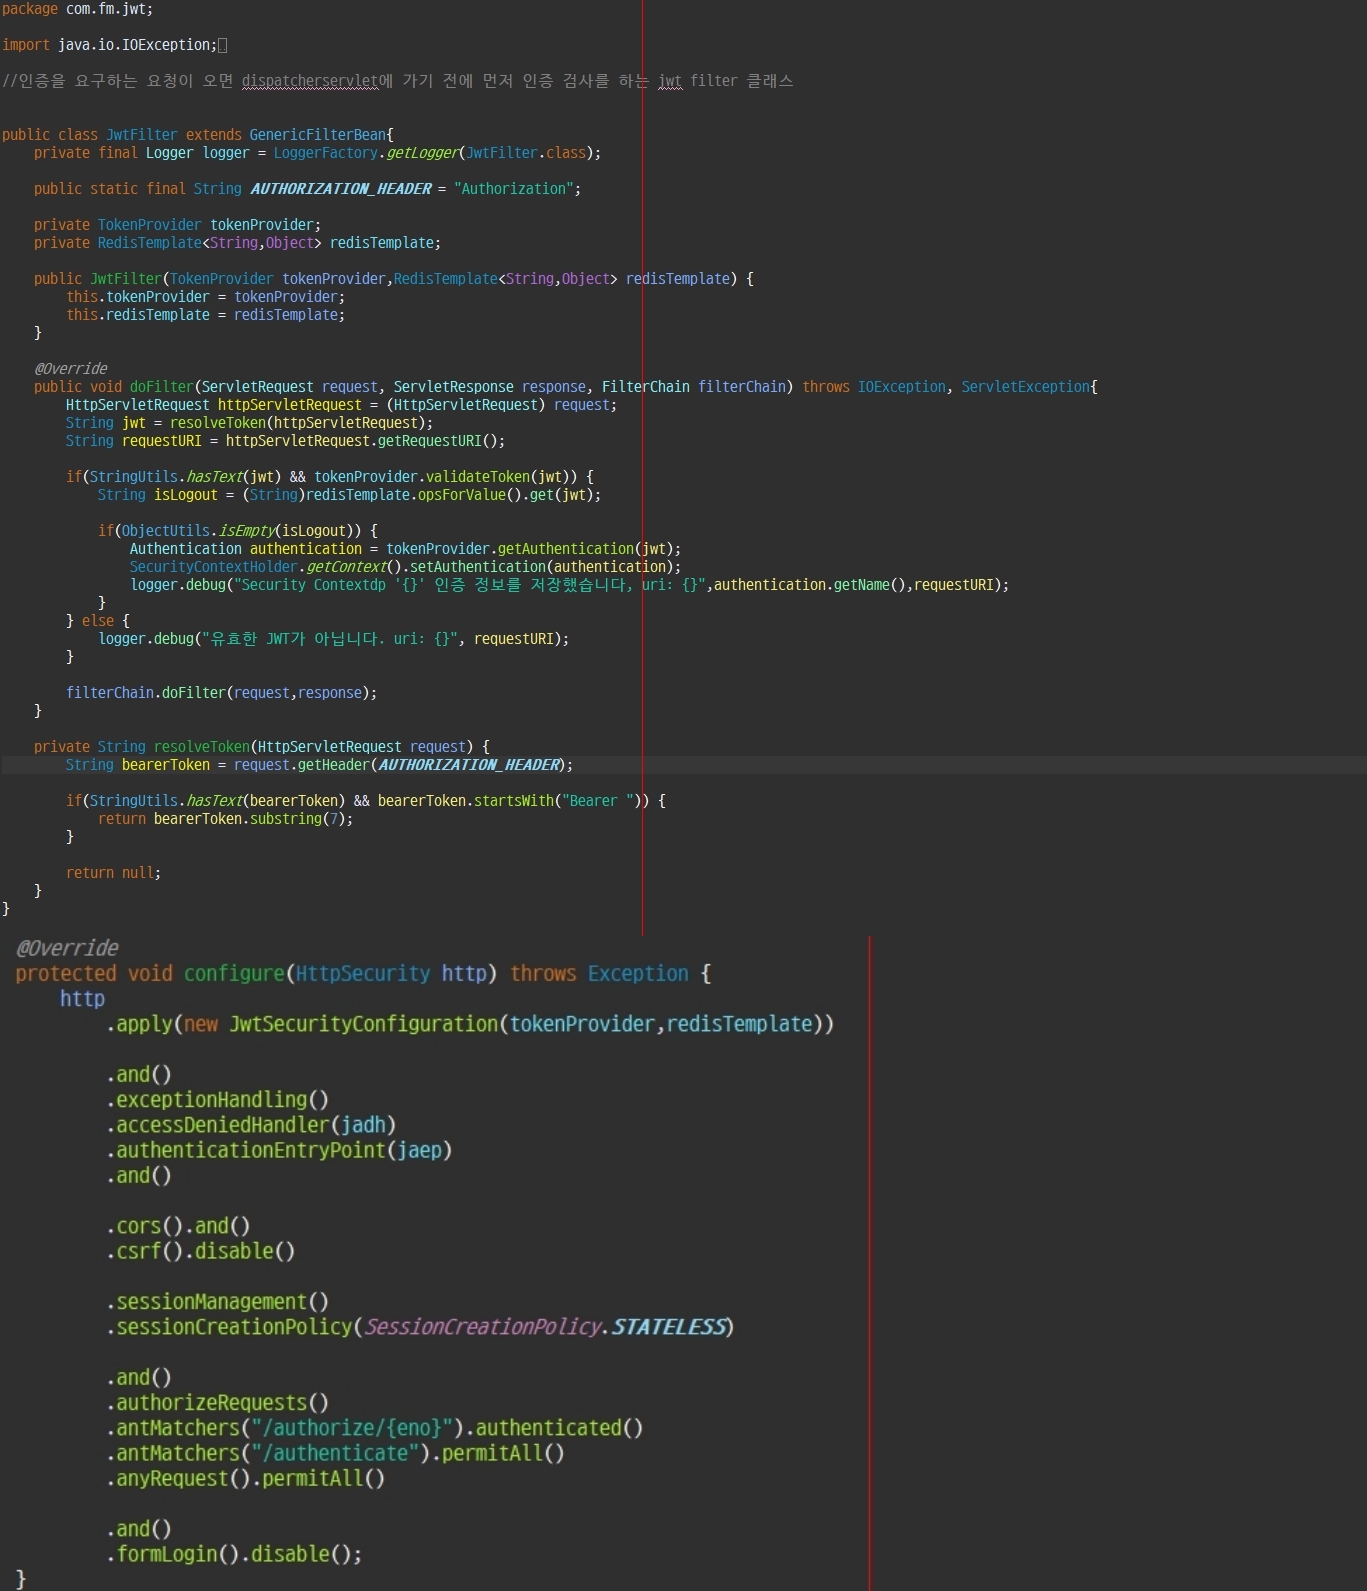 package com.fm.jwt;
import java.io.IOException;
//인증을 요구하는 요청이 오면 dispatcherservlet에 가기 전에 먼저 인증 검사를 하는 jwt filter 클래스
public class JwtFilter extends GenericFilterBean{
private final Logger logger = LoggerFactory.getLogger(JwtFilter.class);
public static final String AUTHORIZATION_HEADER = "Authorization";
private TokenProvider tokenProvider;
private RedisTemplate<String,Object> redisTemplate;
public JwtFilter(TokenProvider tokenProvider,RedisTemplate<String,Object> redisTemplate) {
this.tokenProvider = tokenProvider;
this.redisTemplate = redisTemplate;
}
@Override
public void doFilter(ServletRequest request, ServletResponse response, FilterChain filterChain) throws IOException, ServletException{
HttpServletRequest httpServletRequest = (HttpServletRequest) request;
String jwt = resolveToken(httpServletRequest);
String requestURI = httpServletRequest.getRequestURI();
if(StringUtils.hasText(jwt) && tokenProvider.validateToken(jwt)) {
String isLogout = (String)redisTemplate.opsForValue().get(jwt);
if(ObjectUtils.isEmpty(isLogout)) {
Authentication authentication = tokenProvider.getAuthentication(jwt);
SecurityContextHolder.getContext().setAuthentication(authentication);
logger.debug("Security Contextdp '{}' 인증 정보를 저장했습니다, uri: {}",authentication.getName(),requestURI);
}
} else {
logger.debug("유효한 JWT가 아닙니다. uri: {}", requestURI);
}
filterChain.doFilter(request,response);
}
private String resolveToken(HttpServletRequest request) {
String bearerToken = request.getHeader(AUTHORIZATION_HEADER);
if(StringUtils.hasText(bearerToken) && bearerToken.startsWith("Bearer ")) {
return bearerToken.substring(7);
}
return null;
}
}
@Override
protected void configure(HttpSecurity http) throws Exception {
http
.apply(new JwtSecurityConfiguration(tokenProvider,redisTemplate))
.and()
.exceptionHandling()
.accessDeniedHandler(jadh)
.authenticationEntryPoint(jaep)
.and()
.cors().and()
.csrf().disable()
.sessionManagement()
.sessionCreationPolicy(SessionCreationPolicy.STATELESS)
.and()
.authorizeRequests()
.antMatchers("/authorize/{eno}").authenticated()
.antMatchers("/authenticate").permitAll()
.anyRequest().permitAll()
.and()
.formLogin().disable();
}